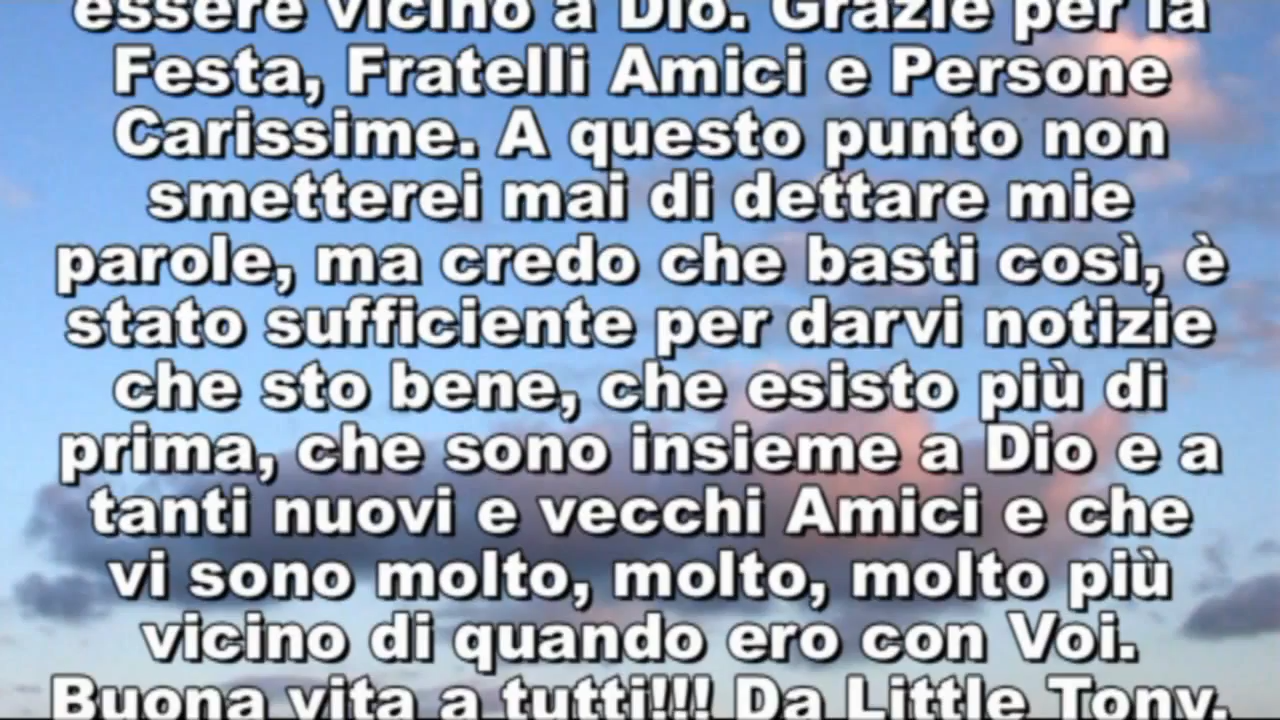 essere vicino a Dio. Grazie per la
Festa, Fratelli Amici e Persone
Carissime. A questo punto non
smetterei mai di dettare mie
parole, ma credo che basti così, è
stato sufficiente per darvi notizie
che sto bene, che esisto più di
prima, che sono insieme a Dio e a
tanti nuovi e vecchi Amici e che
vi sono molto, molto, molto più
vicino di quando ero con Voi.
Buona vita a tutti!!! Da Little Tony.